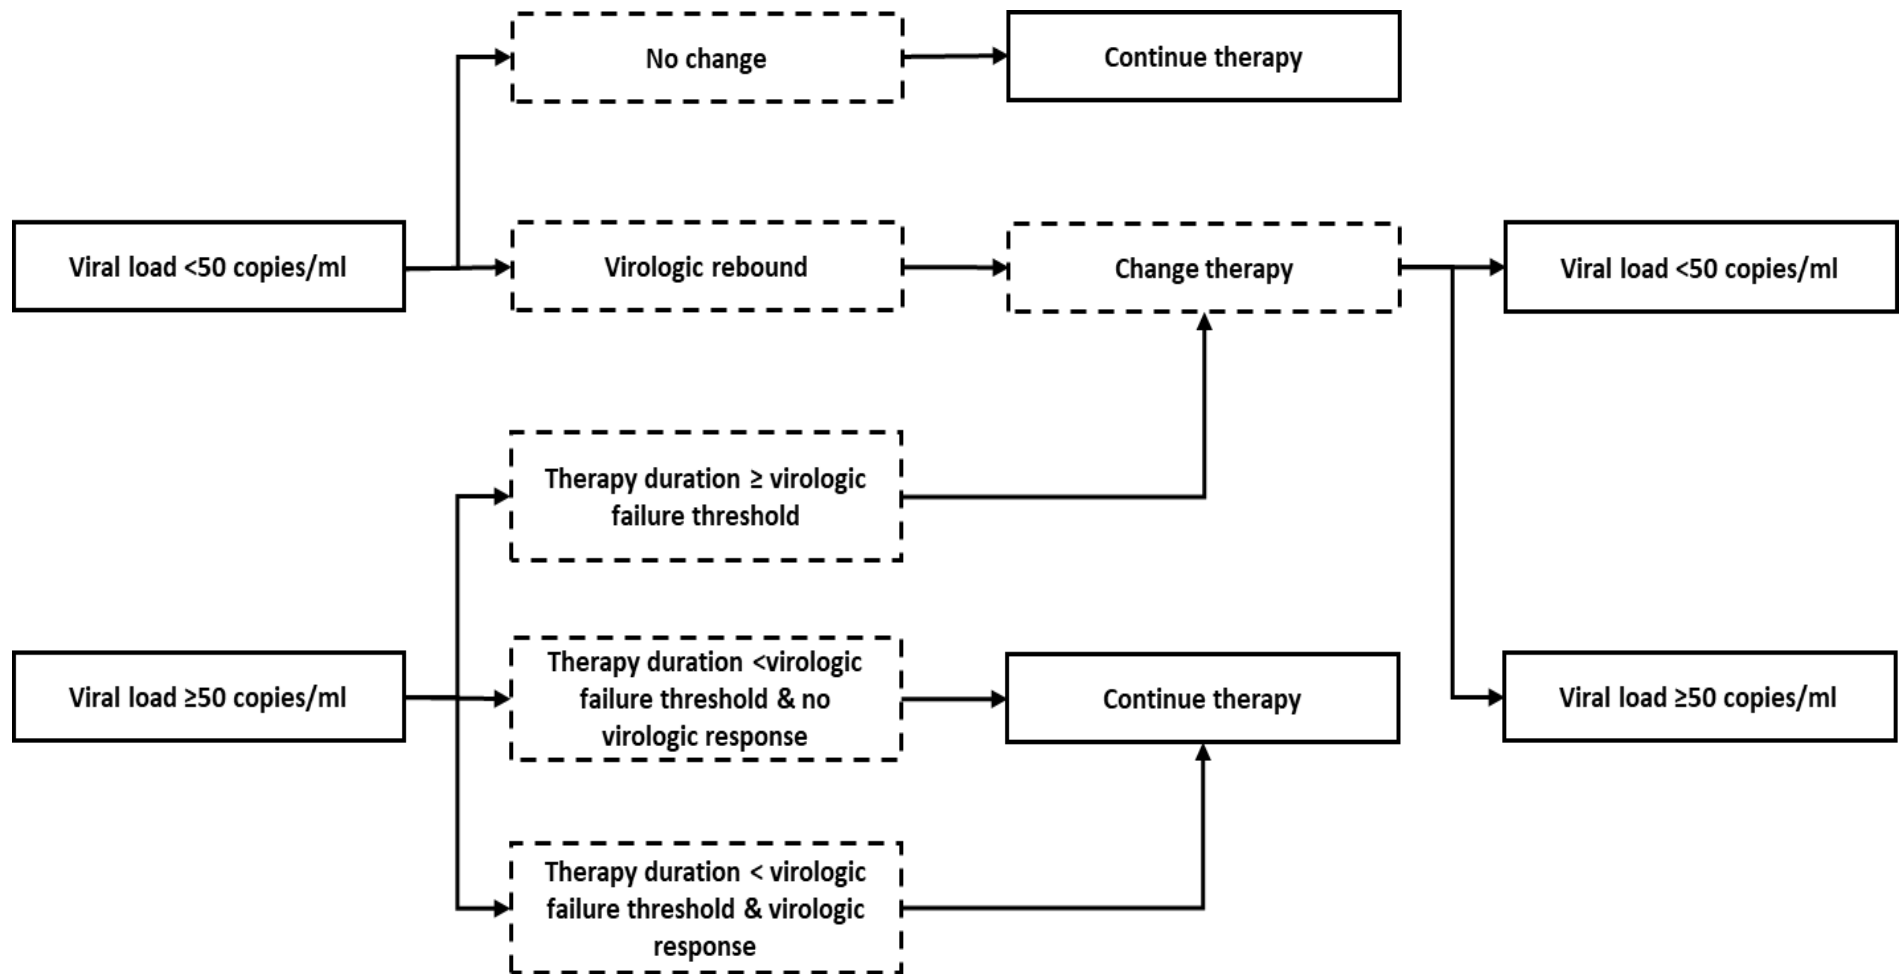 No change
Continue therapy
Viral load <50 copies/ml
Virologic rebound
Change therapy
Viral load <50 copies/ml
Therapy duration ≥ virologic
failure threshold
Viral load ≥50 copies/ml
Therapy duration <virologic
failure threshold & no
virologic response
Continue therapy
Viral load ≥50 copies/ml
Therapy duration < virologic
failure threshold & virologic
response